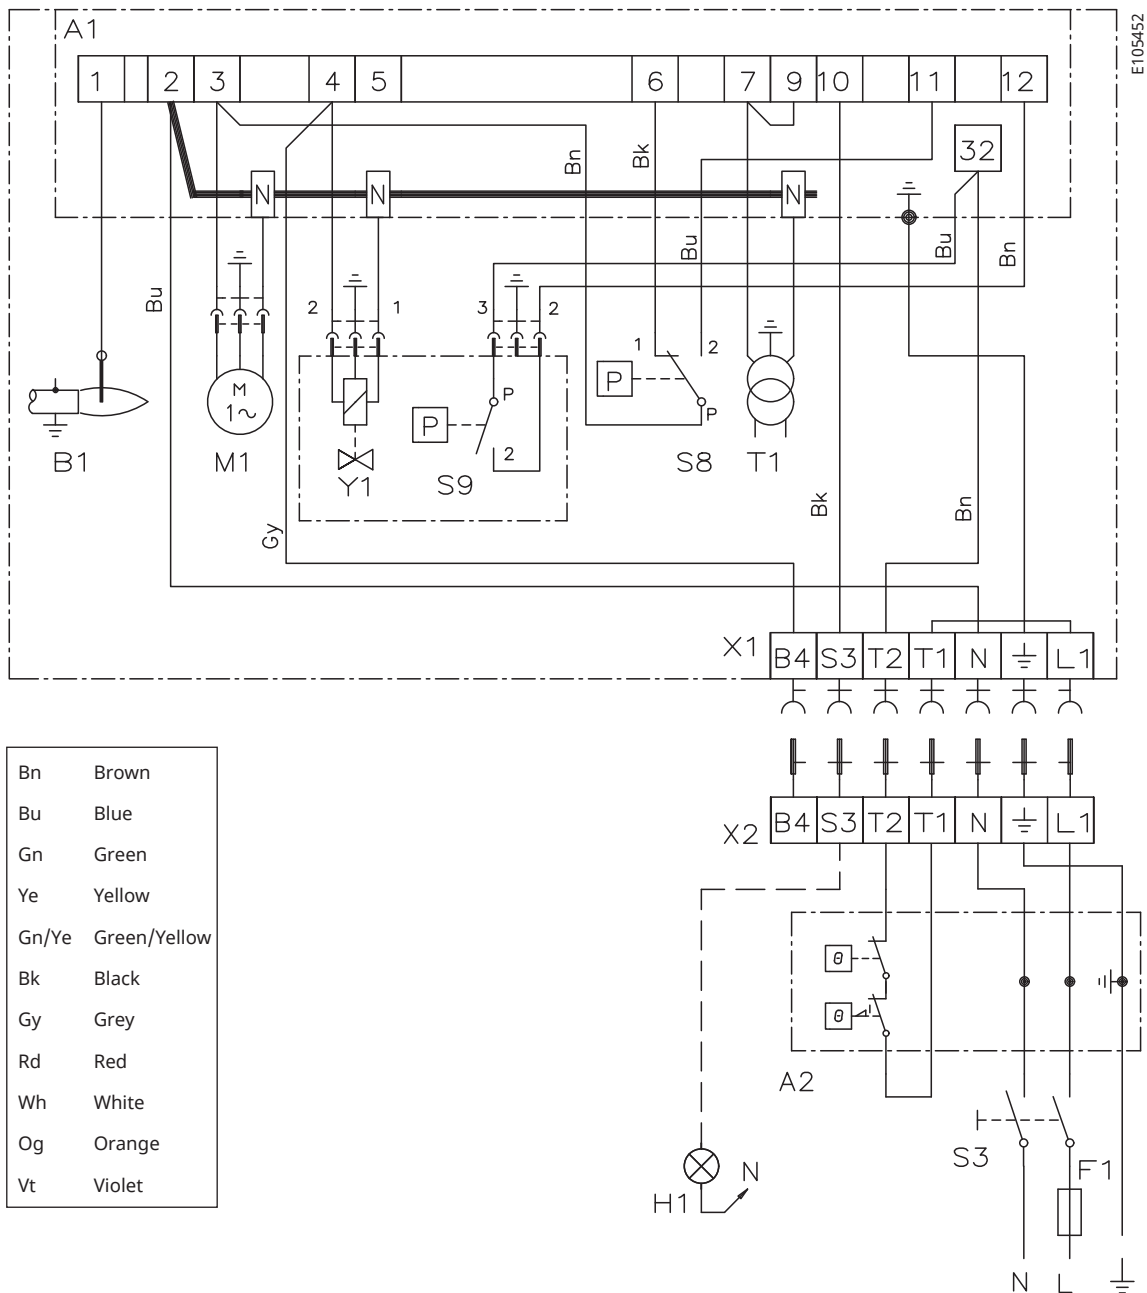 E105452
A1
1 2 3 4 5 6 7 9 10 11 12
32
Bn Bk
N N N
Bu Bu Bn
Bu
2 1 3 2
1 2
P
P
M
1~
P
P
2
B1 M1 Y1 S9 S8 T1
Gy Bk Bn
X1 B4 S3 T2 T1 N L1
Bn Brown
Bu Blue
Gn Green
Ye Yellow
Gn/Ye Green/Yellow
Bk Black
Gy Grey
Rd Red
Wh White
Og Orange
Vt Violet
X2 B4 S3 T2 T1 N L1
θ
θ
A2
S3 F1
H1 N
N L